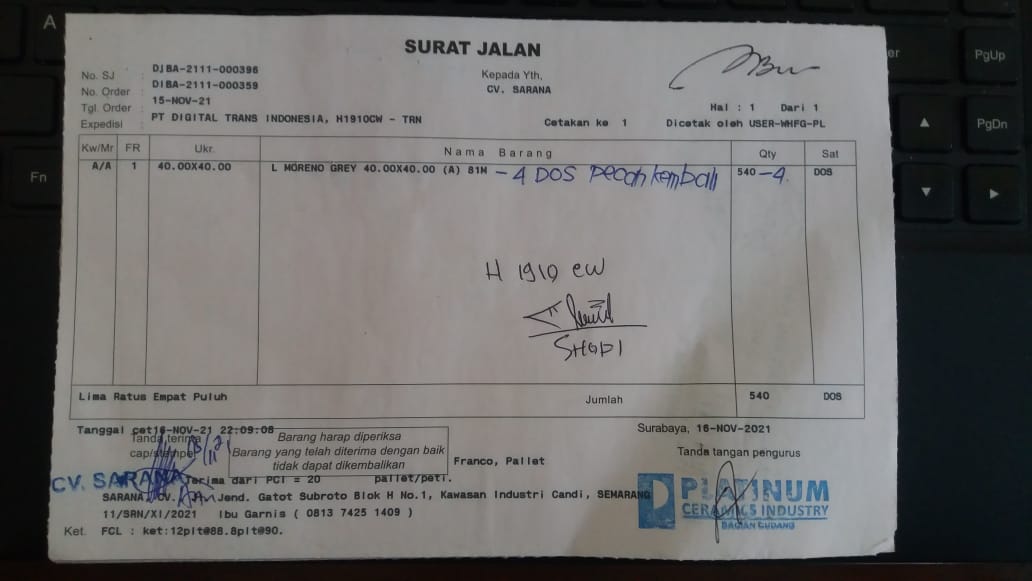 SURAT JALAN
No. SJ : DJBA-2111-000396
No. Order : DIBA-2111-000359
Tgl. Order : 15-NOV-21
Expedisi : PT DIGITAL TRANS INDONESIA, H1910CW - TRN
Kepada Yth,
CV. SARANA
Cetakan ke 1
Hal : 1 Dari 1
Dicetak oleh USER-WHFG-PL
Kw/Mr FR Ukr. Nama Barang Qty Sat
A/A 1 40.00X40.00 L MORENO GREY 40.00X40.00 (A) 81M - 4 DOS pecah kembali 540 -4 DOS
H 1910 CW
Lima Ratus Empat Puluh Jumlah 540 DOS
Tanggal cet16-NOV-21 22:09:08
Tanda terima
cap/stempel
Barang harap diperiksa
Barang yang telah diterima dengan baik
tidak dapat dikembalikan
Surabaya, 16-NOV-2021
Tanda tangan pengurus
Franco, Pallet
CV. SARANA
Terima dari PCI = 20 pallet/peti.
SARANA, CV. Jend. Gatot Subroto Blok H No.1, Kawasan Industri Candi, SEMARANG
11/SRN/XI/2021 Ibu Garnis ( 0813 7425 1409 )
Ket. FCL : ket:12plt@88.8plt@90.
PLATINUM
CERAMICS INDUSTRY
BAGIAN GUDANG
A
Fn
PgUp
PgDn